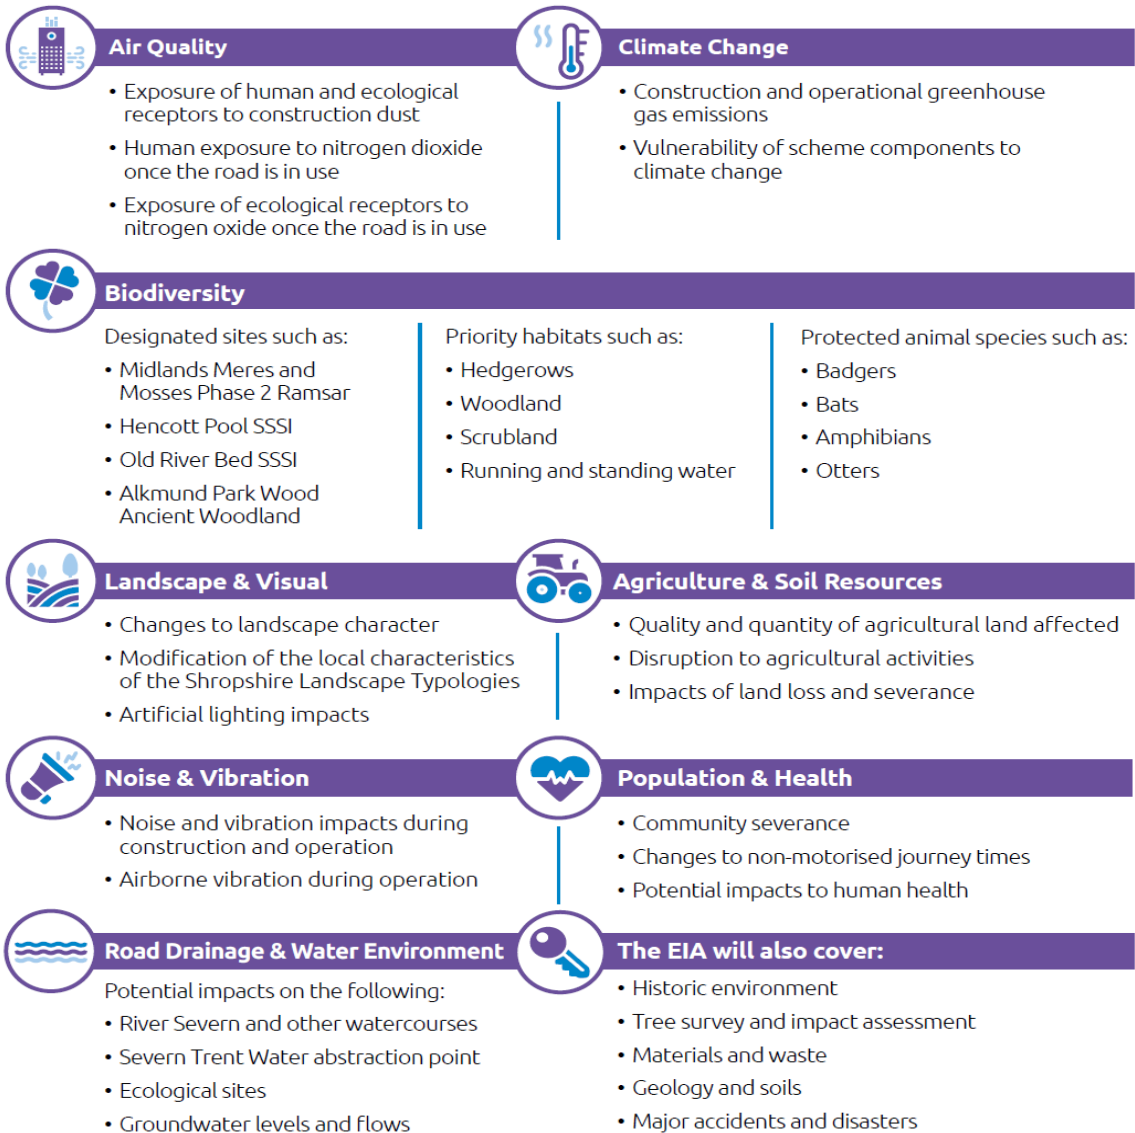 Air Quality
• Exposure of human and ecological
receptors to construction dust
• Human exposure to nitrogen dioxide
once the road is in use
• Exposure of ecological receptors to
nitrogen oxide once the road is in use
Climate Change
• Construction and operational greenhouse
gas emissions
• Vulnerability of scheme components to
climate change
Biodiversity
Designated sites such as:
• Midlands Meres and
Mosses Phase 2 Ramsar
• Hencott Pool SSSI
• Old River Bed SSSI
• Alkmund Park Wood
Ancient Woodland
Priority habitats such as:
• Hedgerows
• Woodland
• Scrubland
• Running and standing water
Protected animal species such as:
• Badgers
• Bats
• Amphibians
• Otters
Landscape & Visual
• Changes to landscape character
• Modification of the local characteristics
of the Shropshire Landscape Typologies
• Artificial lighting impacts
Agriculture & Soil Resources
• Quality and quantity of agricultural land affected
• Disruption to agricultural activities
• Impacts of land loss and severance
Noise & Vibration
• Noise and vibration impacts during
construction and operation
• Airborne vibration during operation
Population & Health
• Community severance
• Changes to non-motorised journey times
• Potential impacts to human health
Road Drainage & Water Environment
Potential impacts on the following:
• River Severn and other watercourses
• Severn Trent Water abstraction point
• Ecological sites
• Groundwater levels and flows
The EIA will also cover:
• Historic environment
• Tree survey and impact assessment
• Materials and waste
• Geology and soils
• Major accidents and disasters